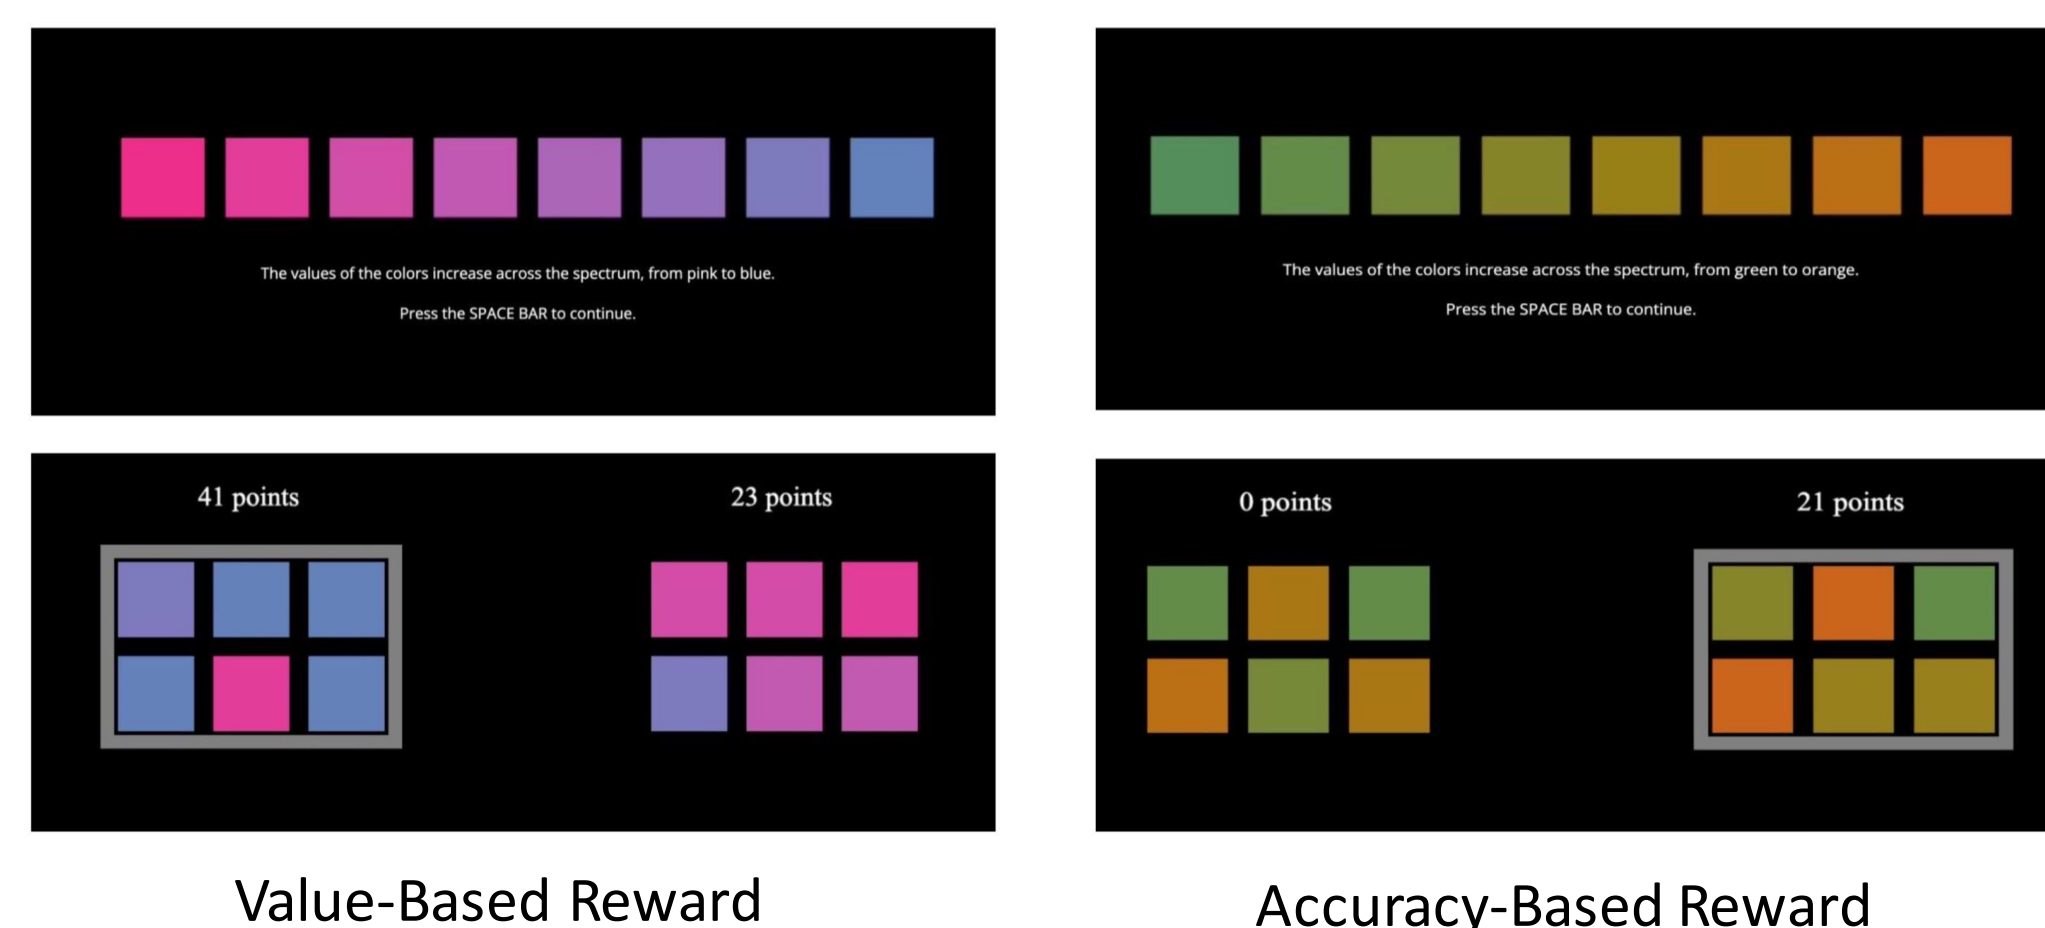 The values of the colors increase across the spectrum, from pink to blue.
Press the SPACE BAR to continue.
41 points
23 points
Value-Based Reward
The values of the colors increase across the spectrum, from green to orange.
Press the SPACE BAR to continue.
0 points
21 points
Accuracy-Based Reward